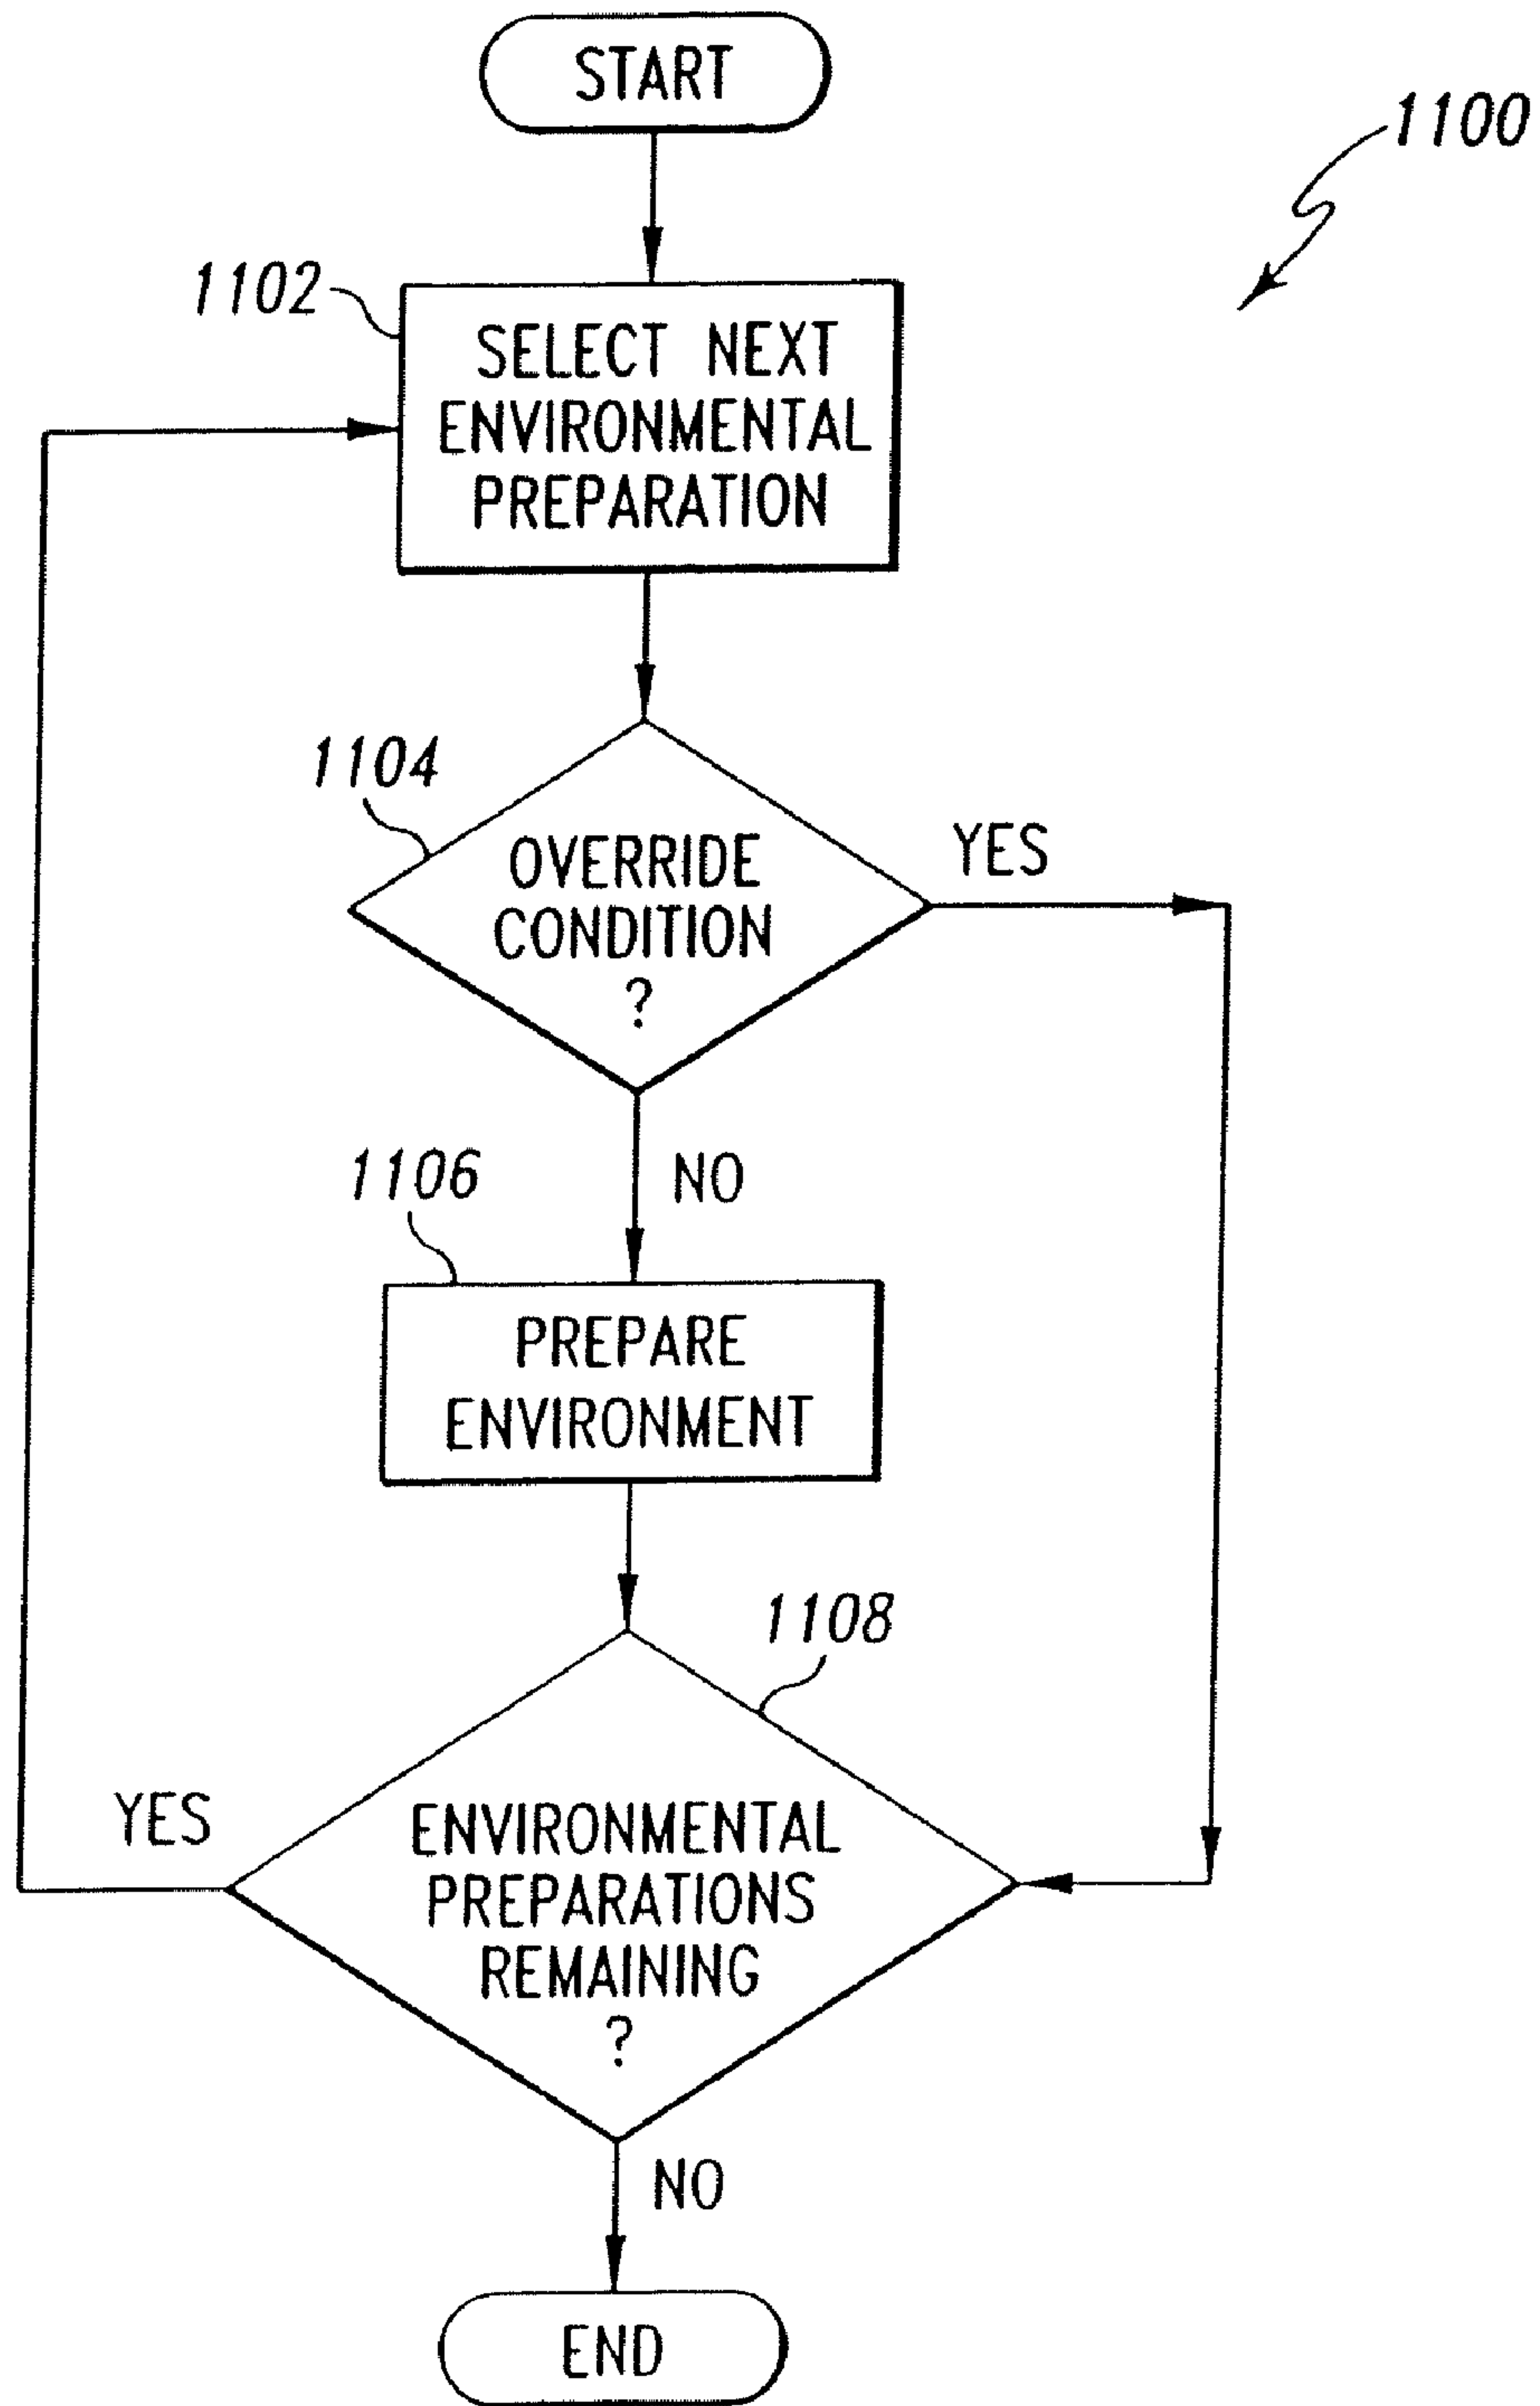 START
1100
1102
SELECT NEXT
ENVIRONMENTAL
PREPARATION
1104
OVERRIDE
CONDITION
?
YES
NO
1106
PREPARE
ENVIRONMENT
1108
YES
ENVIRONMENTAL
PREPARATIONS
REMAINING
?
NO
END